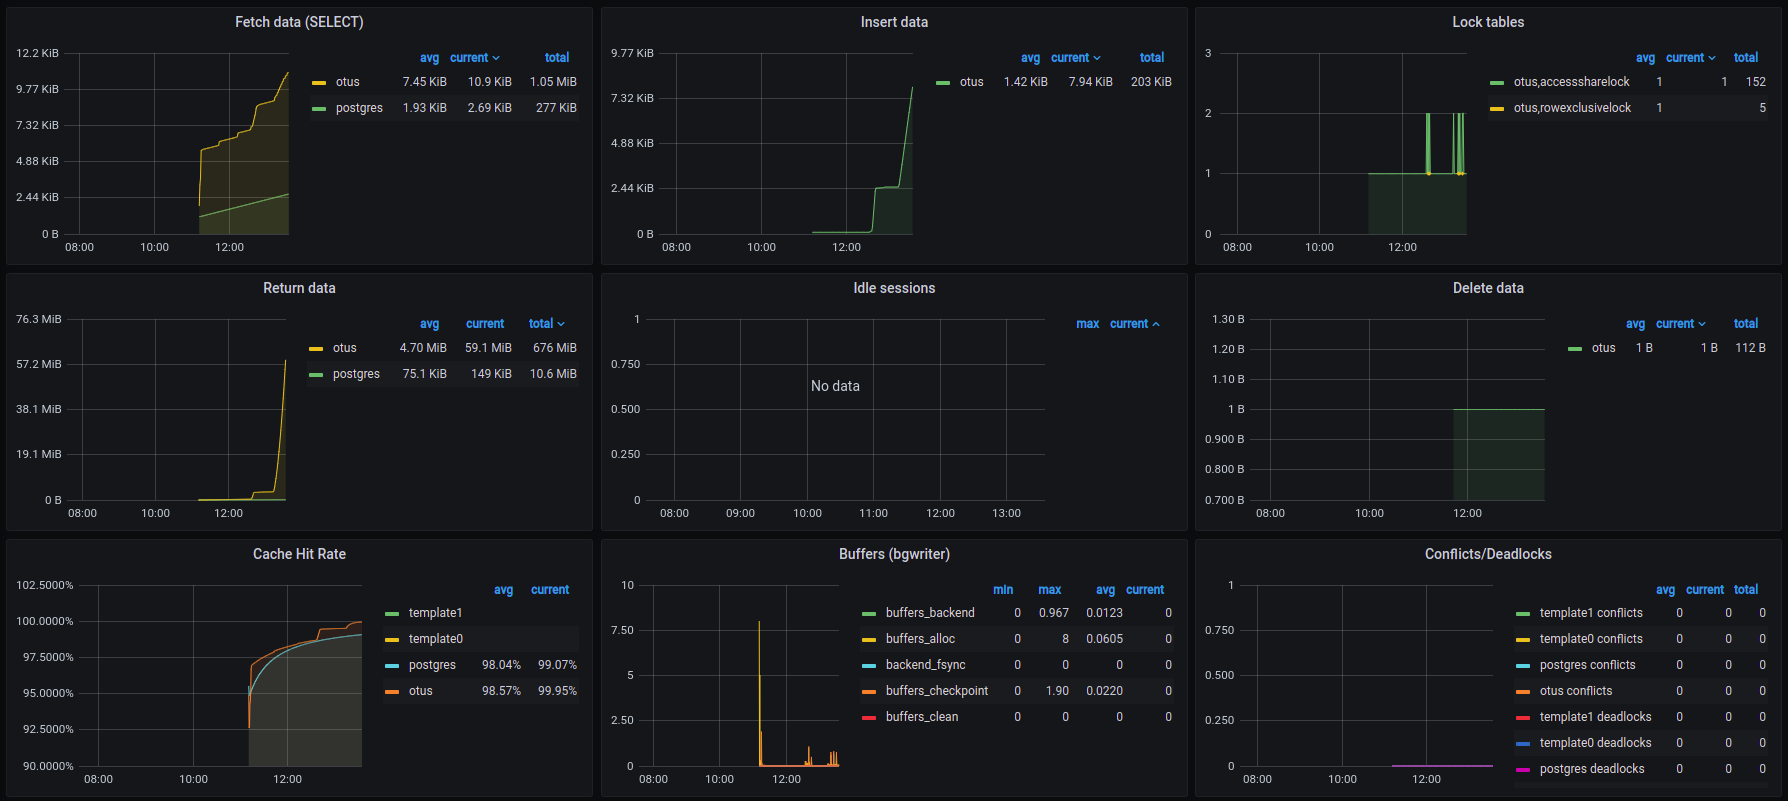 Fetch data (SELECT)
12.2 KiB
9.77 KiB
7.32 KiB
4.88 KiB
2.44 KiB
0 B
08:00 10:00 12:00
avg current total
otus 7.45 KiB 10.9 KiB 1.05 MiB
postgres 1.93 KiB 2.69 KiB 277 KiB
Insert data
9.77 KiB
7.32 KiB
4.88 KiB
2.44 KiB
0 B
08:00 10:00 12:00
avg current total
otus 1.42 KiB 7.94 KiB 203 KiB
Lock tables
3
2
1
0
08:00 10:00 12:00
avg current total
otus,accesssharelock 1 1 152
otus,rowexclusivelock 1 5
Return data
76.3 MiB
57.2 MiB
38.1 MiB
19.1 MiB
0 B
08:00 10:00 12:00
avg current total
otus 4.70 MiB 59.1 MiB 676 MiB
postgres 75.1 KiB 149 KiB 10.6 MiB
Idle sessions
1
0.750
0.500
0.250
0
No data
08:00 09:00 10:00 11:00 12:00 13:00
max current
Delete data
1.30 B
1.20 B
1.10 B
1 B
0.900 B
0.800 B
0.700 B
08:00 10:00 12:00
avg current total
otus 1 B 1 B 112 B
Cache Hit Rate
102.5000%
100.0000%
97.5000%
95.0000%
92.5000%
90.0000%
08:00 10:00 12:00
avg current
template1
template0
postgres 98.04% 99.07%
otus 98.57% 99.95%
Buffers (bgwriter)
10
7.50
5
2.50
0
08:00 10:00 12:00
min max avg current
buffers_backend 0 0.967 0.0123 0
buffers_alloc 0 8 0.0605 0
backend_fsync 0 0 0 0
buffers_checkpoint 0 1.90 0.0220 0
buffers_clean 0 0 0 0
Conflicts/Deadlocks
1
0.750
0.500
0.250
0
08:00 10:00 12:00
avg current total
template1 conflicts 0 0 0
template0 conflicts 0 0 0
postgres conflicts 0 0 0
otus conflicts 0 0 0
template1 deadlocks 0 0 0
template0 deadlocks 0 0 0
postgres deadlocks 0 0 0